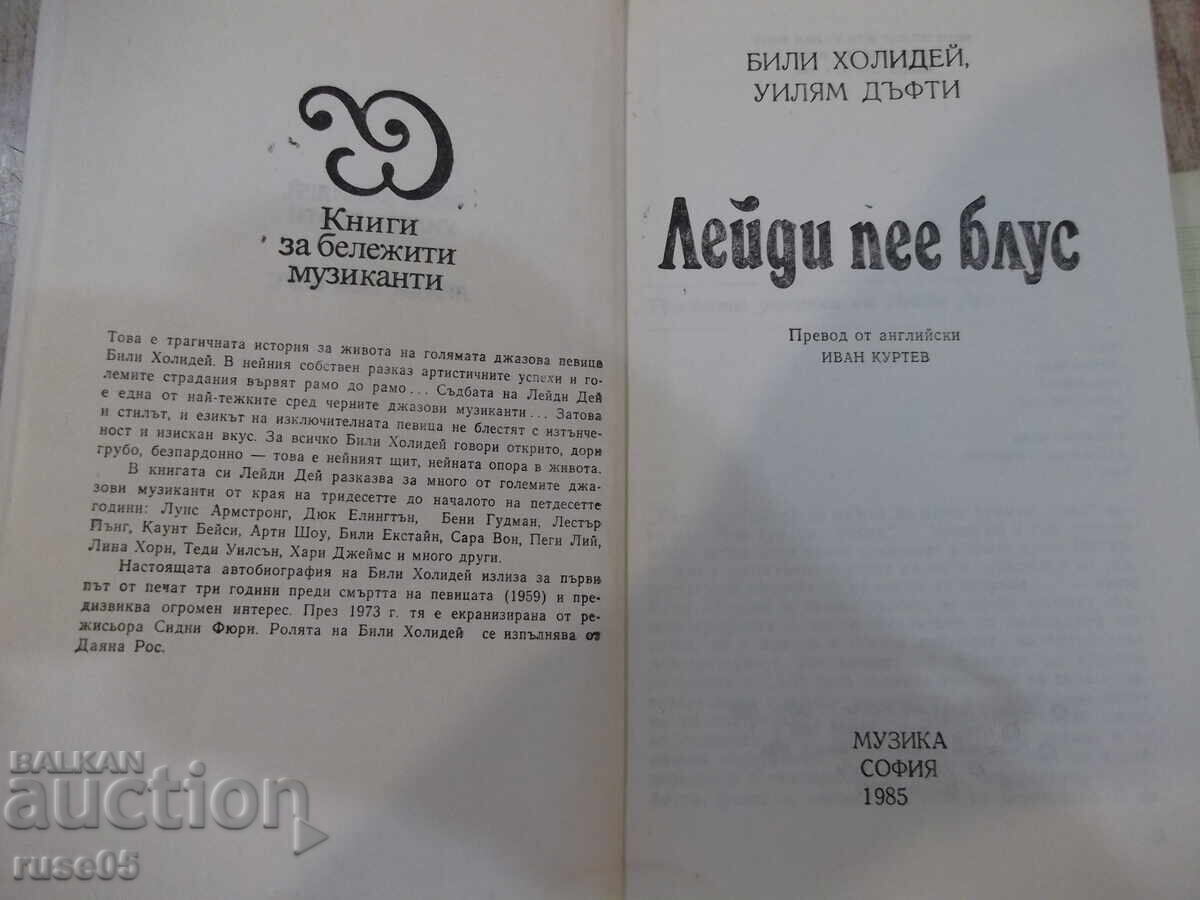 Книги
за бележити
музиканти
Това е трагичната история за живота на голямата джазова певица
Били Холидей. В нейния собствен разказ артистичните успехи и го-
лемите страдания вървят рамо до рамо... Съдбата на Лейди Дей
е една от най-тежките сред черните джазови музиканти... Затова
и стилът, и езикът на изключителната певица не блестят с изтънче-
ност и изискан вкус. За всичко Били Холидей говори открито, дори
грубо, безпардонно — това е нейният щит, нейната опора в живота.
В книгата си Лейди Дей разказва за много от големите джа-
зови музиканти от края на тридесетте до началото на петдесетте
години: Луис Армстронг, Дюк Елингтън, Бени Гудман, Лестър
Йънг, Каунт Бейси, Арти Шоу, Били Екстайн, Сара Вон, Пеги Лий,
Лина Хорн, Теди Уилсън, Хари Джеймс и много други.
Настоящата автобиография на Били Холидей излиза за първи
път от печат три години преди смъртта на певицата (1959) и пре-
дизвиква огромен интерес. През 1973 г. тя е екранизирана от ре-
жисьора Сидни Фюри. Ролята на Били Холидей се изпълнява от
Даяна Рос.
БИЛИ ХОЛИДЕЙ,
УИЛЯМ ДЪФТИ
Лейди пее блус
Превод от английски
ИВАН КУРТЕВ
МУЗИКА
СОФИЯ
1985
BALKAN
auction
ruse05